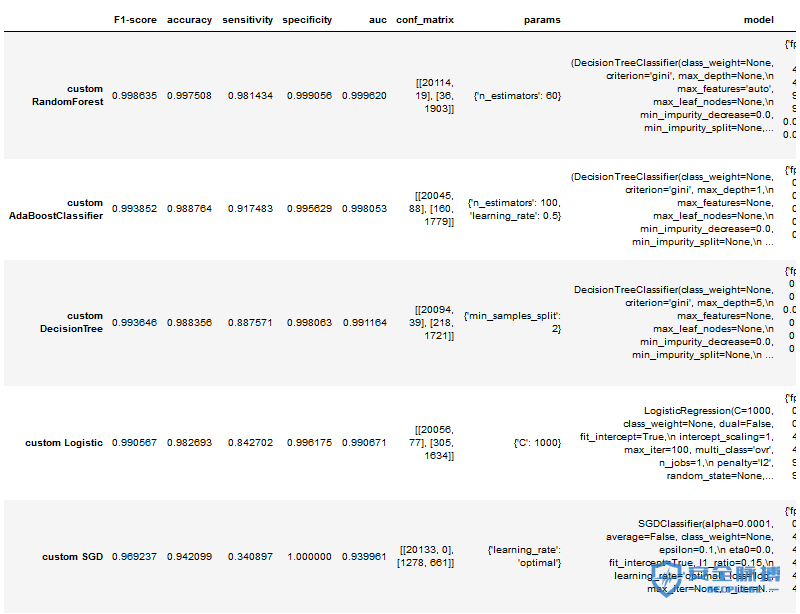 F1-score accuracy sensitivity specificity auc conf_matrix params model
{'fp
custom RandomForest 0.998635 0.997508 0.981434 0.999056 0.999620
[[20114,
19], [36,
1903]]
{'n_estimators': 60}
(DecisionTreeClassifier(class_weight=None,
criterion='gini', max_depth=None,\n
max_features='auto',
max_leaf_nodes=None,\n
min_impurity_decrease=0.0,
min_impurity_split=None,...
{'fp
custom AdaBoostClassifier 0.993852 0.988764 0.917483 0.995629 0.998053
[[20045,
88], [160,
1779]]
{'n_estimators': 100,
'learning_rate': 0.5}
(DecisionTreeClassifier(class_weight=None,
criterion='gini', max_depth=1,\n
max_features=None,
max_leaf_nodes=None,\n
min_impurity_decrease=0.0,
min_impurity_split=None,\n ...
{'fp
custom DecisionTree 0.993646 0.988356 0.887571 0.998063 0.991164
[[20094,
39], [218,
1721]]
{'min_samples_split':
2}
DecisionTreeClassifier(class_weight=None,
criterion='gini', max_depth=5,\n
max_features=None,
max_leaf_nodes=None,\n
min_impurity_decrease=0.0,
min_impurity_split=None,\n ...
{'fp
custom Logistic 0.990567 0.982693 0.842702 0.996175 0.990671
[[20056,
77], [305,
1634]]
{'C': 1000}
LogisticRegression(C=1000,
class_weight=None, dual=False,
fit_intercept=True,\n intercept_scaling=1,
max_iter=100, multi_class='ovr',
n_jobs=1,\n penalty='l2',
random_state=None,...
{'fp
custom SGD 0.969237 0.942099 0.340897 1.000000 0.939961
[[20133, 0],
[1278, 661]]
{'learning_rate':
'optimal'}
SGDClassifier(alpha=0.0001,
average=False, class_weight=None,
epsilon=0.1,\n eta0=0.0,
fit_intercept=True, l1_ratio=0.15,\n
learning_rate='optimal', loss='log',
max_iter=None, n_iter=N...
安全脉搏